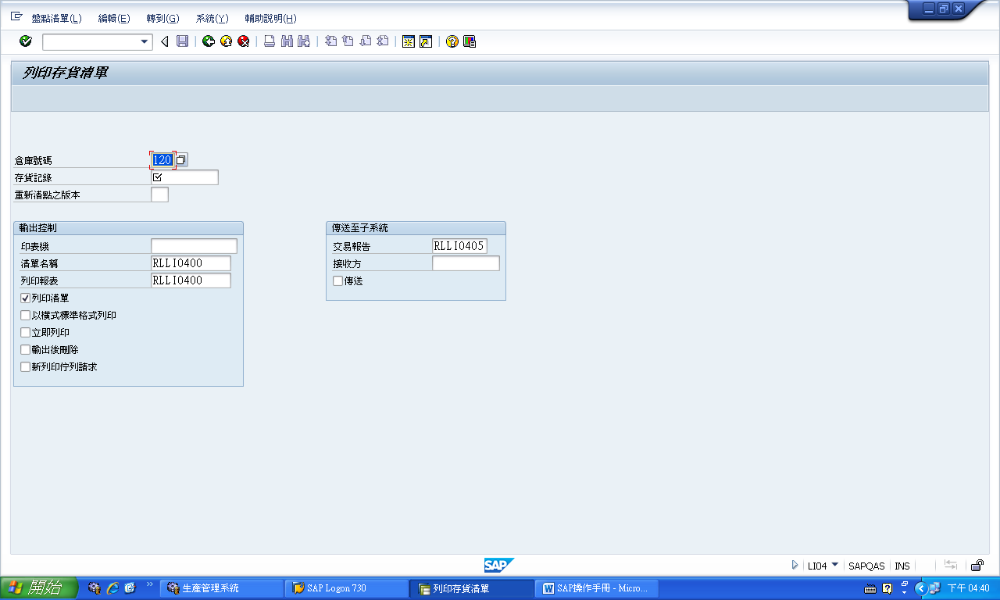 盤點清單(L) 編輯(E) 轉到(G) 系統(Y) 輔助說明(H)
列印存貨清單
倉庫號碼 120
存貨記錄
重新清點之版本
輸出控制
印表機
清單名稱 RLLI0400
列印報表 RLLI0400
列印清單
以橫式標準格式列印
立即列印
輸出後刪除
新列印佇列請求
傳送至子系統
交易報告 RLLI0405
接收方
傳送
SAP
LI04 SAPQAS INS
開始 生產管理系統 SAP Logon 730 列印存貨清單 SAP操作手冊 - Micro... 下午 04:40